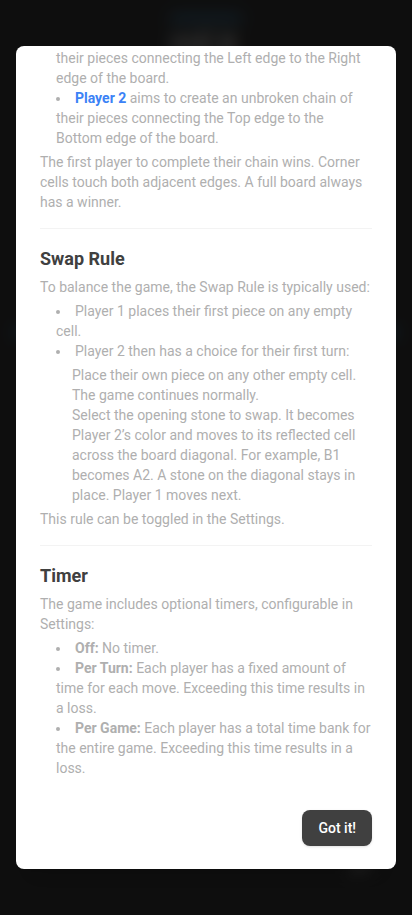 their pieces connecting the Left edge to the Right
edge of the board.
• Player 2 aims to create an unbroken chain of
their pieces connecting the Top edge to the
Bottom edge of the board.
The first player to complete their chain wins. Corner
cells touch both adjacent edges. A full board always
has a winner.
Swap Rule
To balance the game, the Swap Rule is typically used:
• Player 1 places their first piece on any empty
cell.
• Player 2 then has a choice for their first turn:
Place their own piece on any other empty cell.
The game continues normally.
Select the opening stone to swap. It becomes
Player 2's color and moves to its reflected cell
across the board diagonal. For example, B1
becomes A2. A stone on the diagonal stays in
place. Player 1 moves next.
This rule can be toggled in the Settings.
Timer
The game includes optional timers, configurable in
Settings:
• Off: No timer.
• Per Turn: Each player has a fixed amount of
time for each move. Exceeding this time results in
a loss.
• Per Game: Each player has a total time bank for
the entire game. Exceeding this time results in a
loss.
Got it!